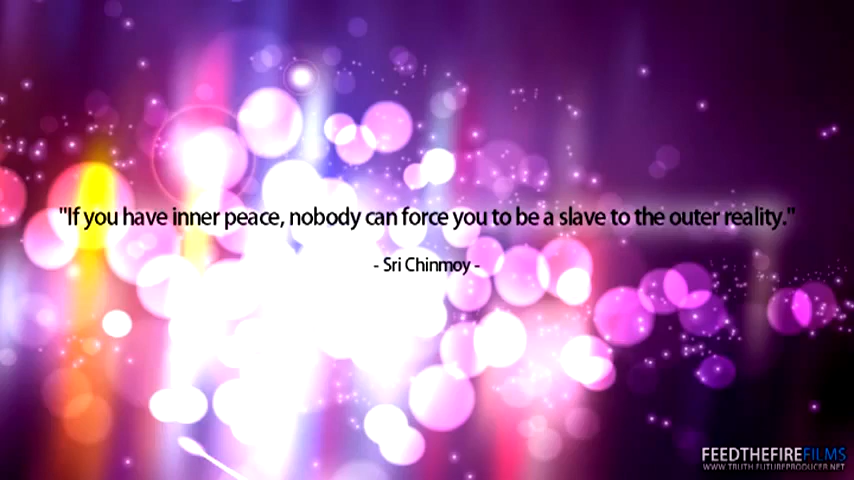 "If you have inner peace, nobody can force you to be a slave to the outer reality."
- Sri Chinmoy -
FEEDTHEFIREFILMS
WWW.TRUTH.FUTUREPRODUCER.NET